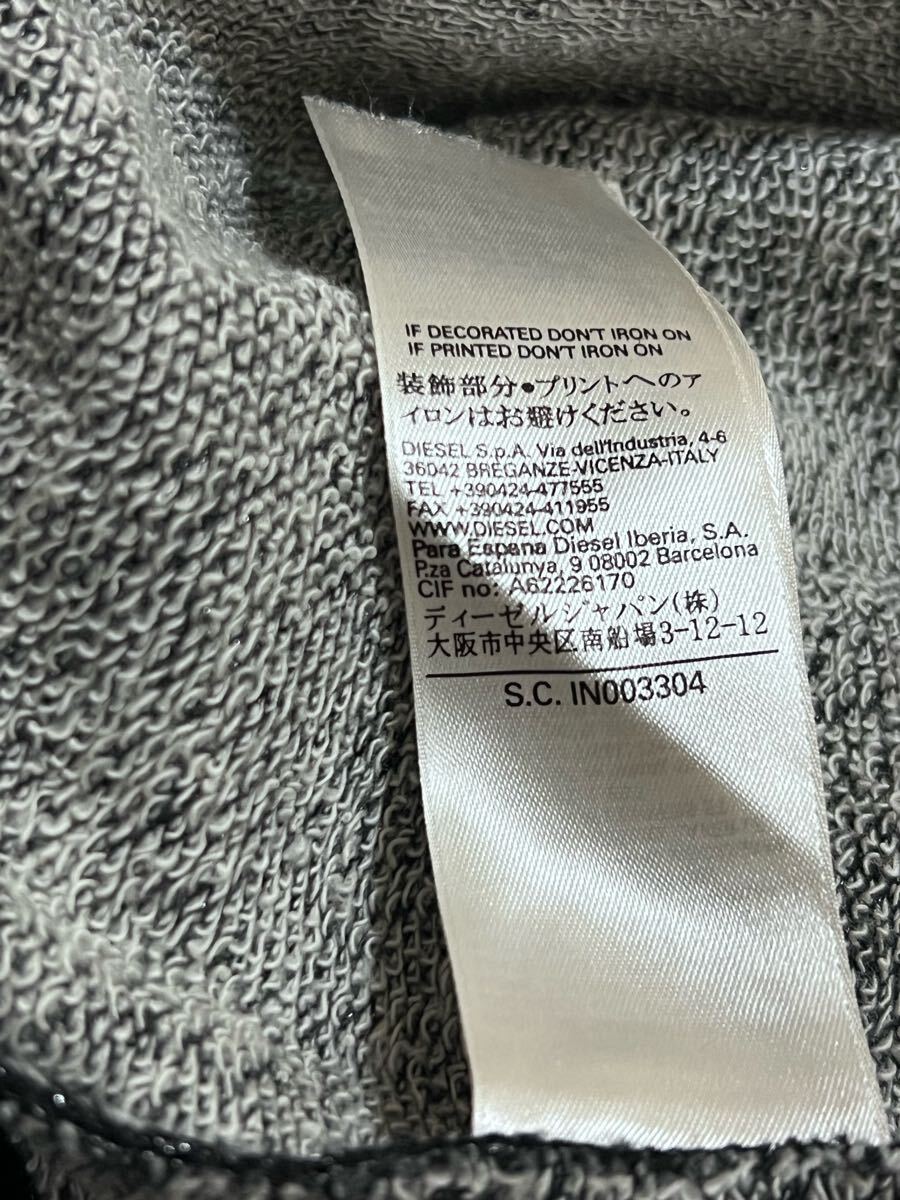 IF DECORATED DON'T IRON ON
IF PRINTED DON'T IRON ON
装飾部分●プリントへのア
イロンはお避けください。
DIESEL S.p.A. Via dell'Industria, 4-6
36042 BREGANZE-VICENZA-ITALY
TEL +390424-477555
FAX +390424-411955
WWW.DIESEL.COM
Para Espana Diesel Iberia, S.A.
P.za Catalunya, 9 08002 Barcelona
CIF no: A62226170
ディーゼルジャパン(株)
大阪市中央区南船場3-12-12
S.C. IN003304